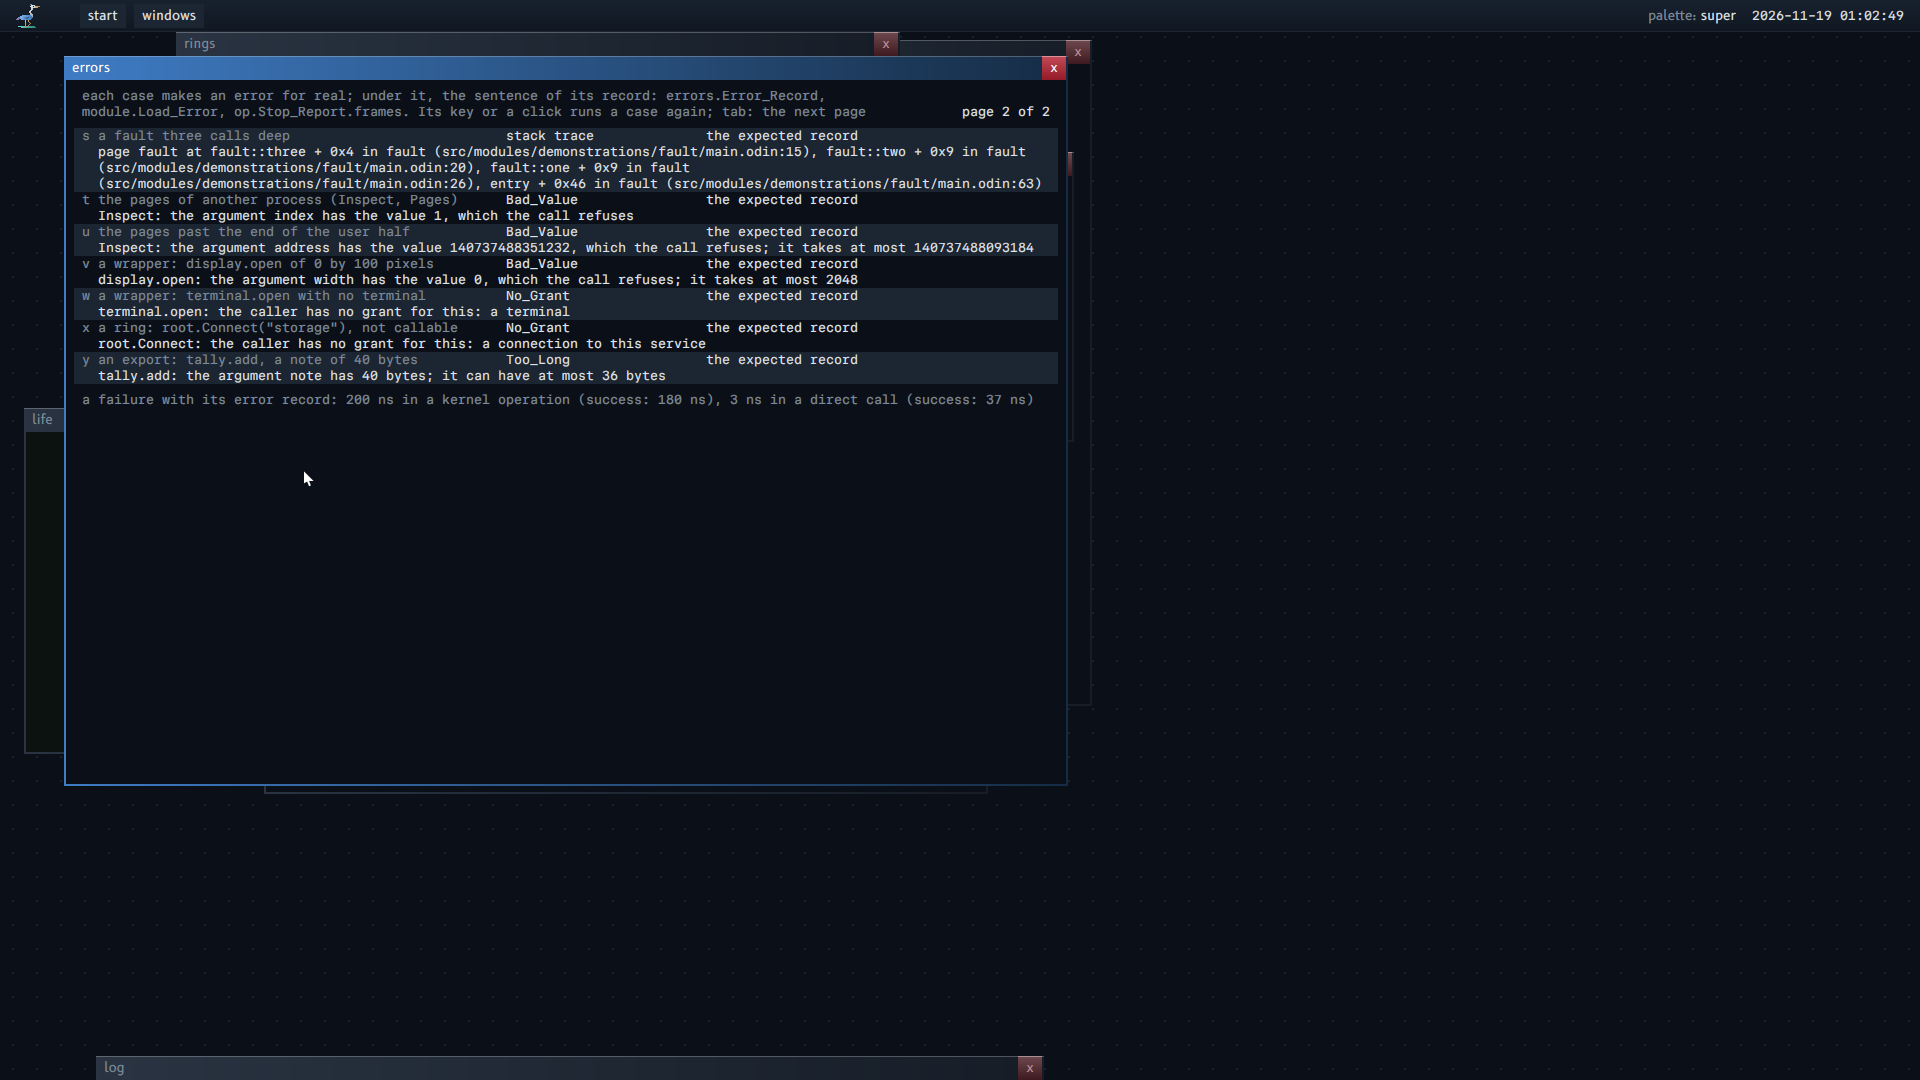 start windows palette: super 2026-11-19 01:02:49
rings x
x
errors x
each case makes an error for real; under it, the sentence of its record: errors.Error_Record,
module.Load_Error, op.Stop_Report.frames. Its key or a click runs a case again; tab: the next page page 2 of 2
s a fault three calls deep stack trace the expected record
page fault at fault::three + 0x4 in fault (src/modules/demonstrations/fault/main.odin:15), fault::two + 0x9 in fault
(src/modules/demonstrations/fault/main.odin:20), fault::one + 0x9 in fault
(src/modules/demonstrations/fault/main.odin:26), entry + 0x46 in fault (src/modules/demonstrations/fault/main.odin:63)
t the pages of another process (Inspect, Pages) Bad_Value the expected record
Inspect: the argument index has the value 1, which the call refuses
u the pages past the end of the user half Bad_Value the expected record
Inspect: the argument address has the value 140737488351232, which the call refuses; it takes at most 140737488093184
v a wrapper: display.open of 0 by 100 pixels Bad_Value the expected record
display.open: the argument width has the value 0, which the call refuses; it takes at most 2048
w a wrapper: terminal.open with no terminal No_Grant the expected record
terminal.open: the caller has no grant for this: a terminal
x a ring: root.Connect("storage"), not callable No_Grant the expected record
root.Connect: the caller has no grant for this: a connection to this service
y an export: tally.add, a note of 40 bytes Too_Long the expected record
tally.add: the argument note has 40 bytes; it can have at most 36 bytes
a failure with its error record: 200 ns in a kernel operation (success: 180 ns), 3 ns in a direct call (success: 37 ns)
life
log x